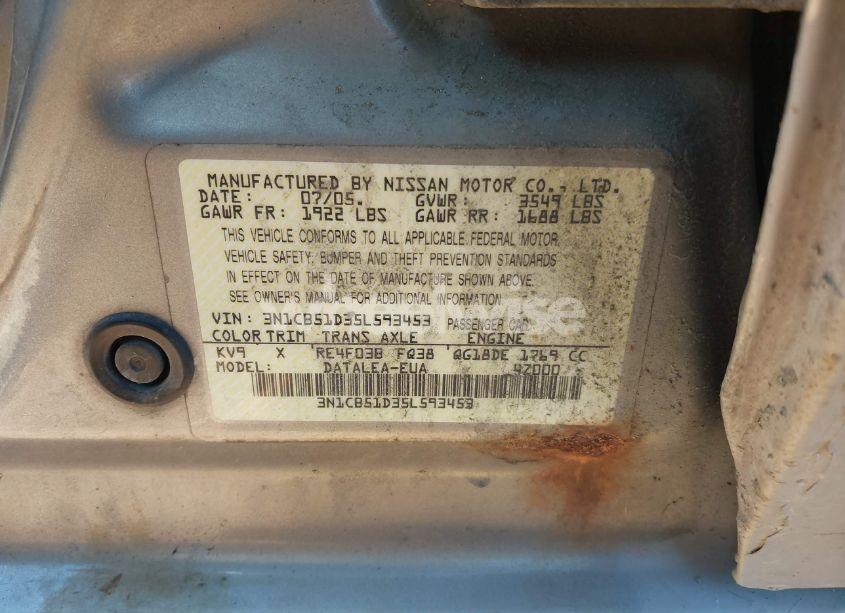 MANUFACTURED BY NISSAN MOTOR CO., LTD.
DATE: 07/05. GVWR: 3549 LBS
GAWR FR: 1922 LBS GAWR RR: 1688 LBS
THIS VEHICLE CONFORMS TO ALL APPLICABLE FEDERAL MOTOR
VEHICLE SAFETY, BUMPER AND THEFT PREVENTION STANDARDS
IN EFFECT ON THE DATE OF MANUFACTURE SHOWN ABOVE.
SEE OWNER'S MANUAL FOR ADDITIONAL INFORMATION.
VIN: 3N1CB51D35L593453 PASSENGER CAR
COLOR TRIM TRANS AXLE ENGINE
KV9 X RE4F03B FQ38 QG18DE 1769 CC
MODEL: DATALEA-EUA 4Z000
3N1CB51D35L593453